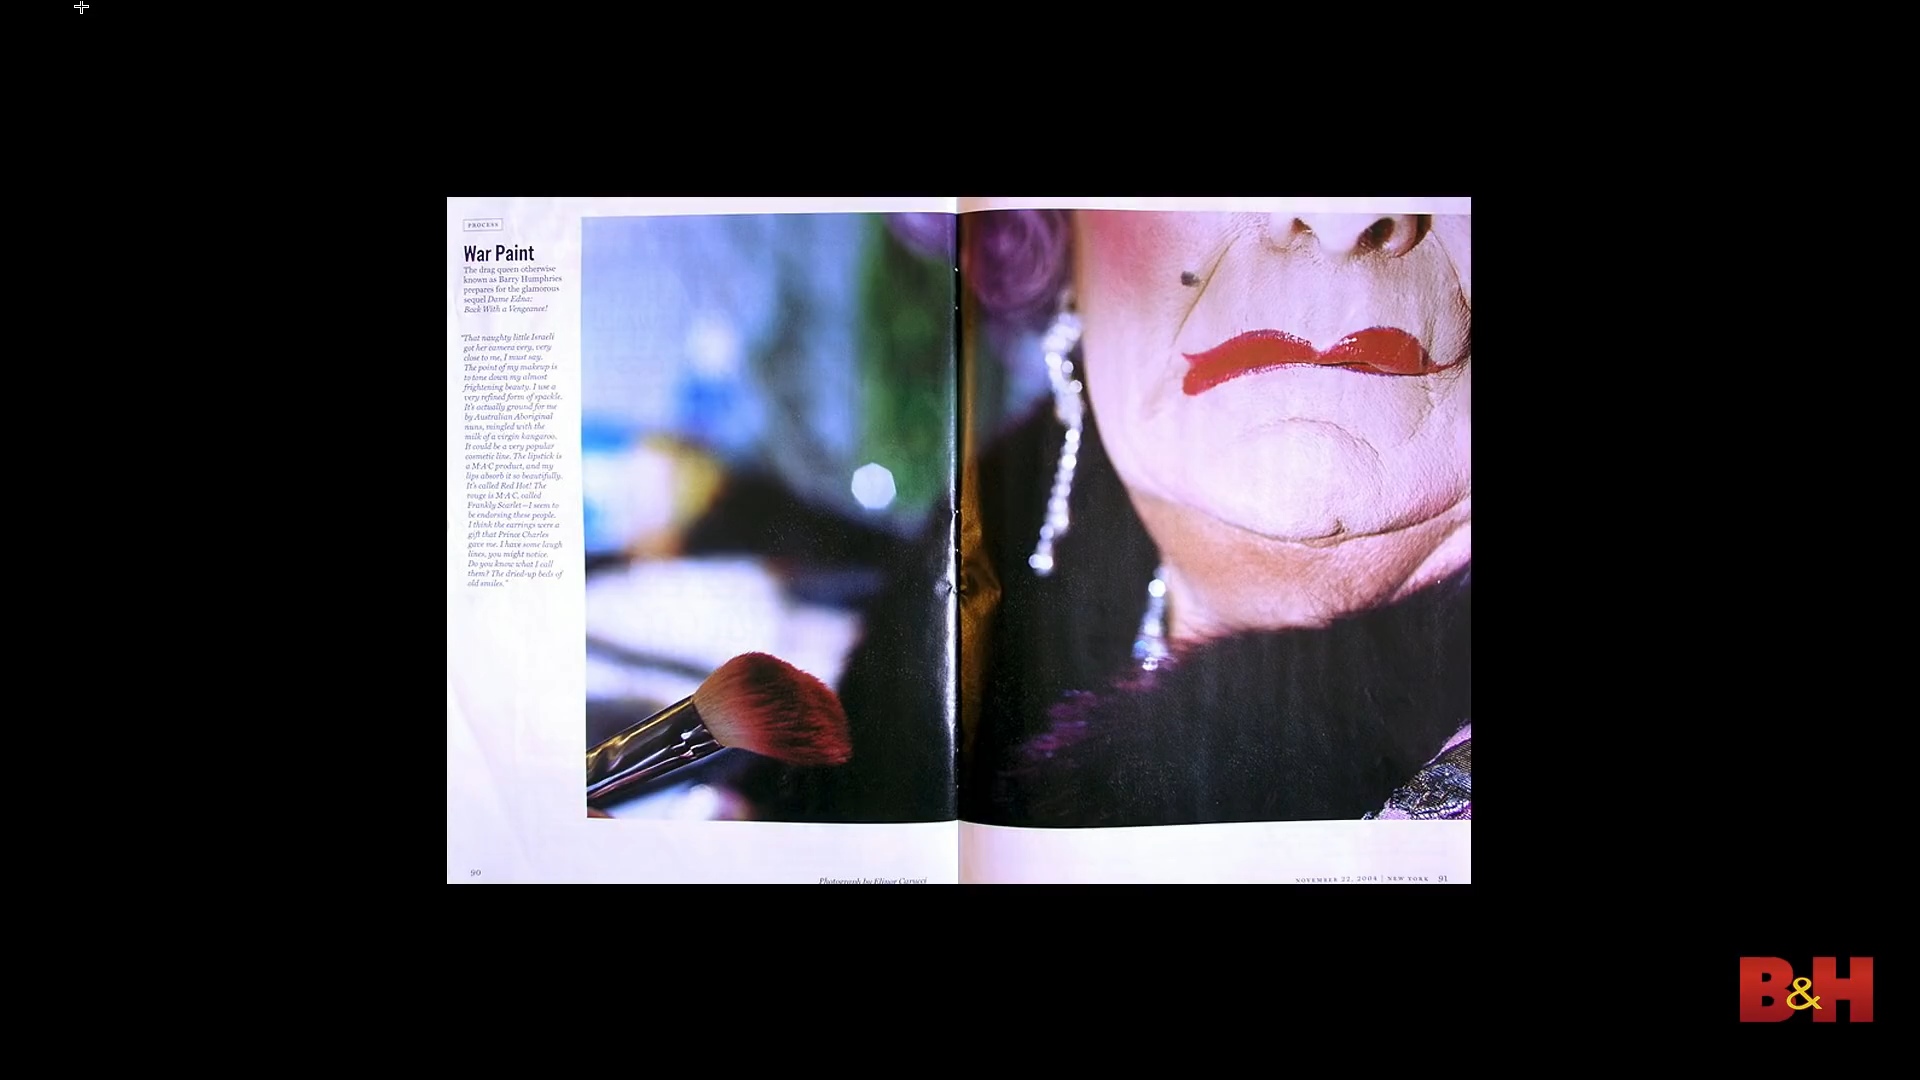 PROCESS
War Paint
The drag queen otherwise
known as Barry Humphries
prepares for the glamorous
sequel Dame Edna:
Back With a Vengeance!
"That naughty little Israeli
got her camera very, very
close to me, I must say.
The point of my makeup is
to tone down my almost
frightening beauty. I use a
very refined form of spackle.
It's actually ground for me
by Australian Aboriginal
nuns, mingled with the
milk of a virgin kangaroo.
It could be a very popular
cosmetic line. The lipstick is
a M·A·C product, and my
lips absorb it so beautifully.
It's called Red Hot! The
rouge is M·A·C, called
Frankly Scarlet—I seem to
be endorsing these people.
I think the earrings were a
gift that Prince Charles
gave me. I have some laugh
lines, you might notice.
Do you know what I call
them? The dried-up beds of
old smiles."
90
Photograph by Elinor Carucci
NOVEMBER 22, 2004 | NEW YORK 91
B&H